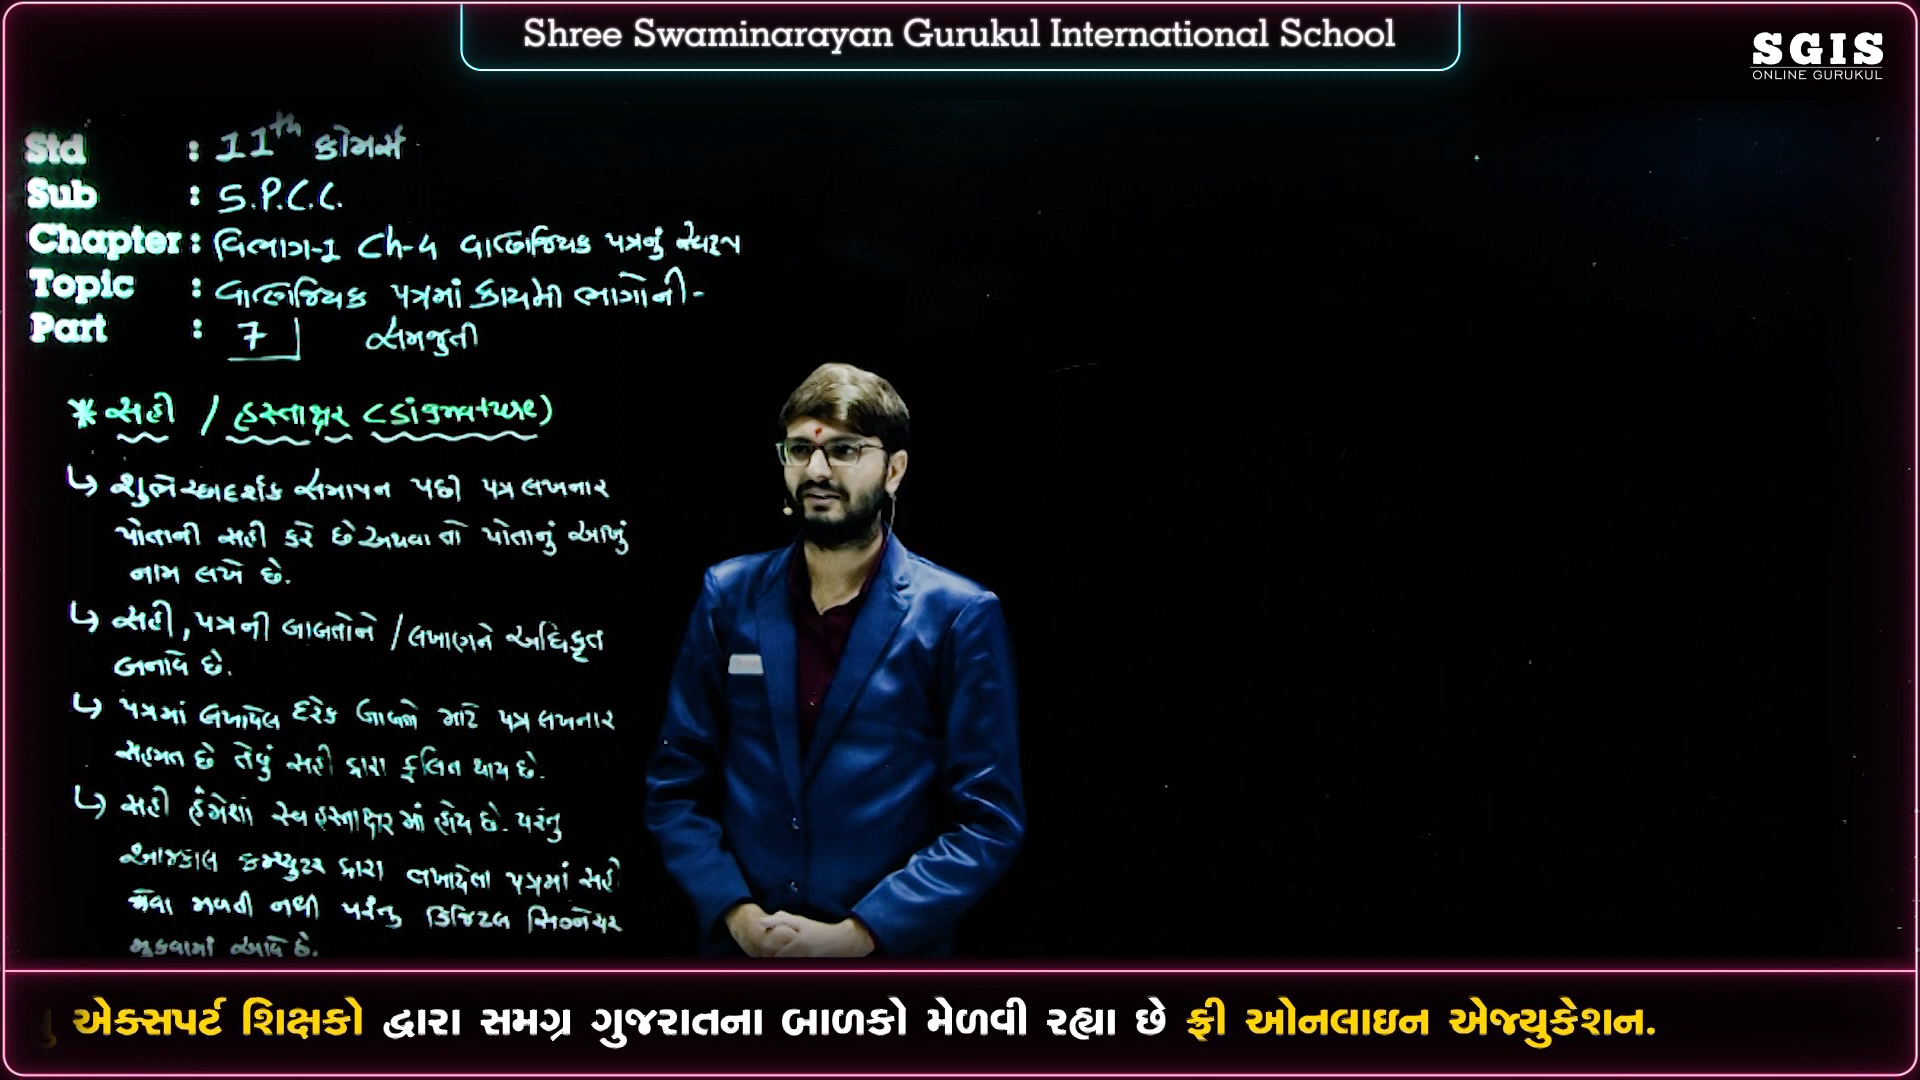 Shree Swaminarayan Gurukul International School
SGIS
ONLINE GURUKUL
Std : 11th કોમર્સ
Sub : S.P.C.C.
Chapter : વિભાગ-1 Ch-4 વાણિજ્યિક પત્રનું સ્વરૂપ
Topic : વાણિજ્યિક પત્રમાં કાયમી ભાગોની-
Part : 7 સમજુતી
* સહી / હસ્તાક્ષર (Signature)
↳ શુભેચ્છાદર્શક સમાપન પછી પત્ર લખનાર
પોતાની સહી કરે છે અથવા તો પોતાનું આખું
નામ લખે છે.
↳ સહી, પત્રની બાબતોને / લખાણને અધિકૃત
બનાવે છે.
↳ પત્રમાં લખાયેલ દરેક બાબત માટે પત્ર લખનાર
સહમત છે તેવું સહી દ્વારા ફલિત થાય છે.
↳ સહી હંમેશાં સ્વહસ્તાક્ષરમાં હોય છે. પરંતુ
આજકાલ કમ્પ્યુટર દ્વારા લખાયેલા પત્રમાં સહી
જોવા મળતી નથી પરંતુ ડિજિટલ સિગ્નેચર
મૂકવામાં આવે છે.
એક્સપર્ટ શિક્ષકો દ્વારા સમગ્ર ગુજરાતના બાળકો મેળવી રહ્યા છે ફ્રી ઓનલાઇન એજ્યુકેશન.